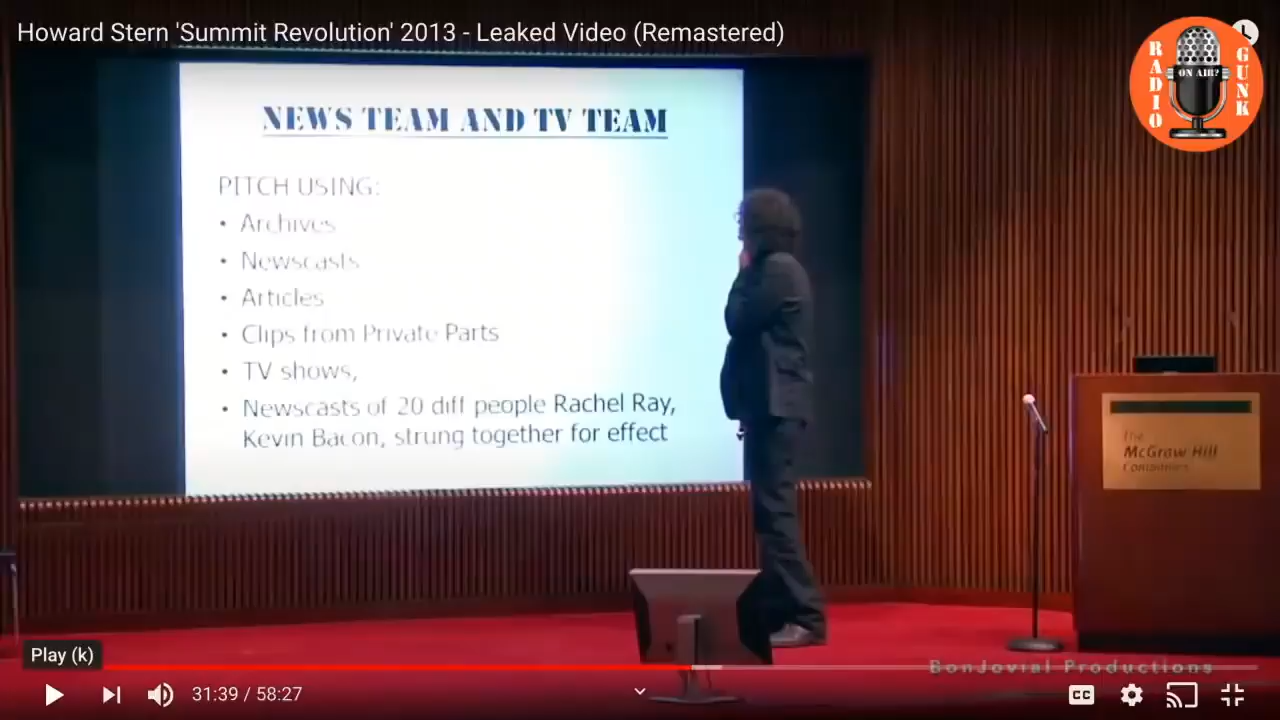 Howard Stern 'Summit Revolution' 2013 - Leaked Video (Remastered)
RADIO
ON AIR?
GUNK
NEWS TEAM AND TV TEAM
PITCH USING:
• Archives
• Newscasts
• Articles
• Clips from Private Parts
• TV shows,
• Newscasts of 20 diff people Rachel Ray,
Kevin Bacon, strung together for effect
The
McGraw Hill
Companies
Play (k)
BonJovial Productions
31:39 / 58:27
CC